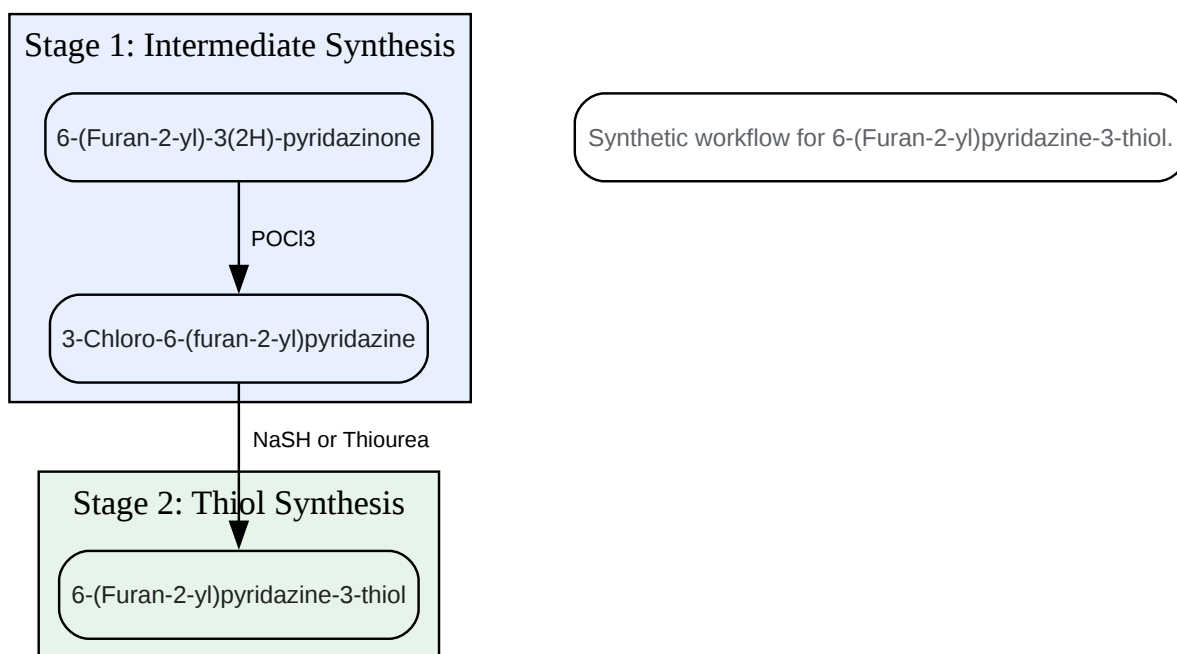 Stage 1: Intermediate Synthesis
6-(Furan-2-yl)-3(2H)-pyridazinone
Synthetic workflow for 6-(Furan-2-yl)pyridazine-3-thiol.
POCl3
3-Chloro-6-(furan-2-yl)pyridazine
NaSH or Thiourea
Stage 2: Thiol Synthesis
6-(Furan-2-yl)pyridazine-3-thiol